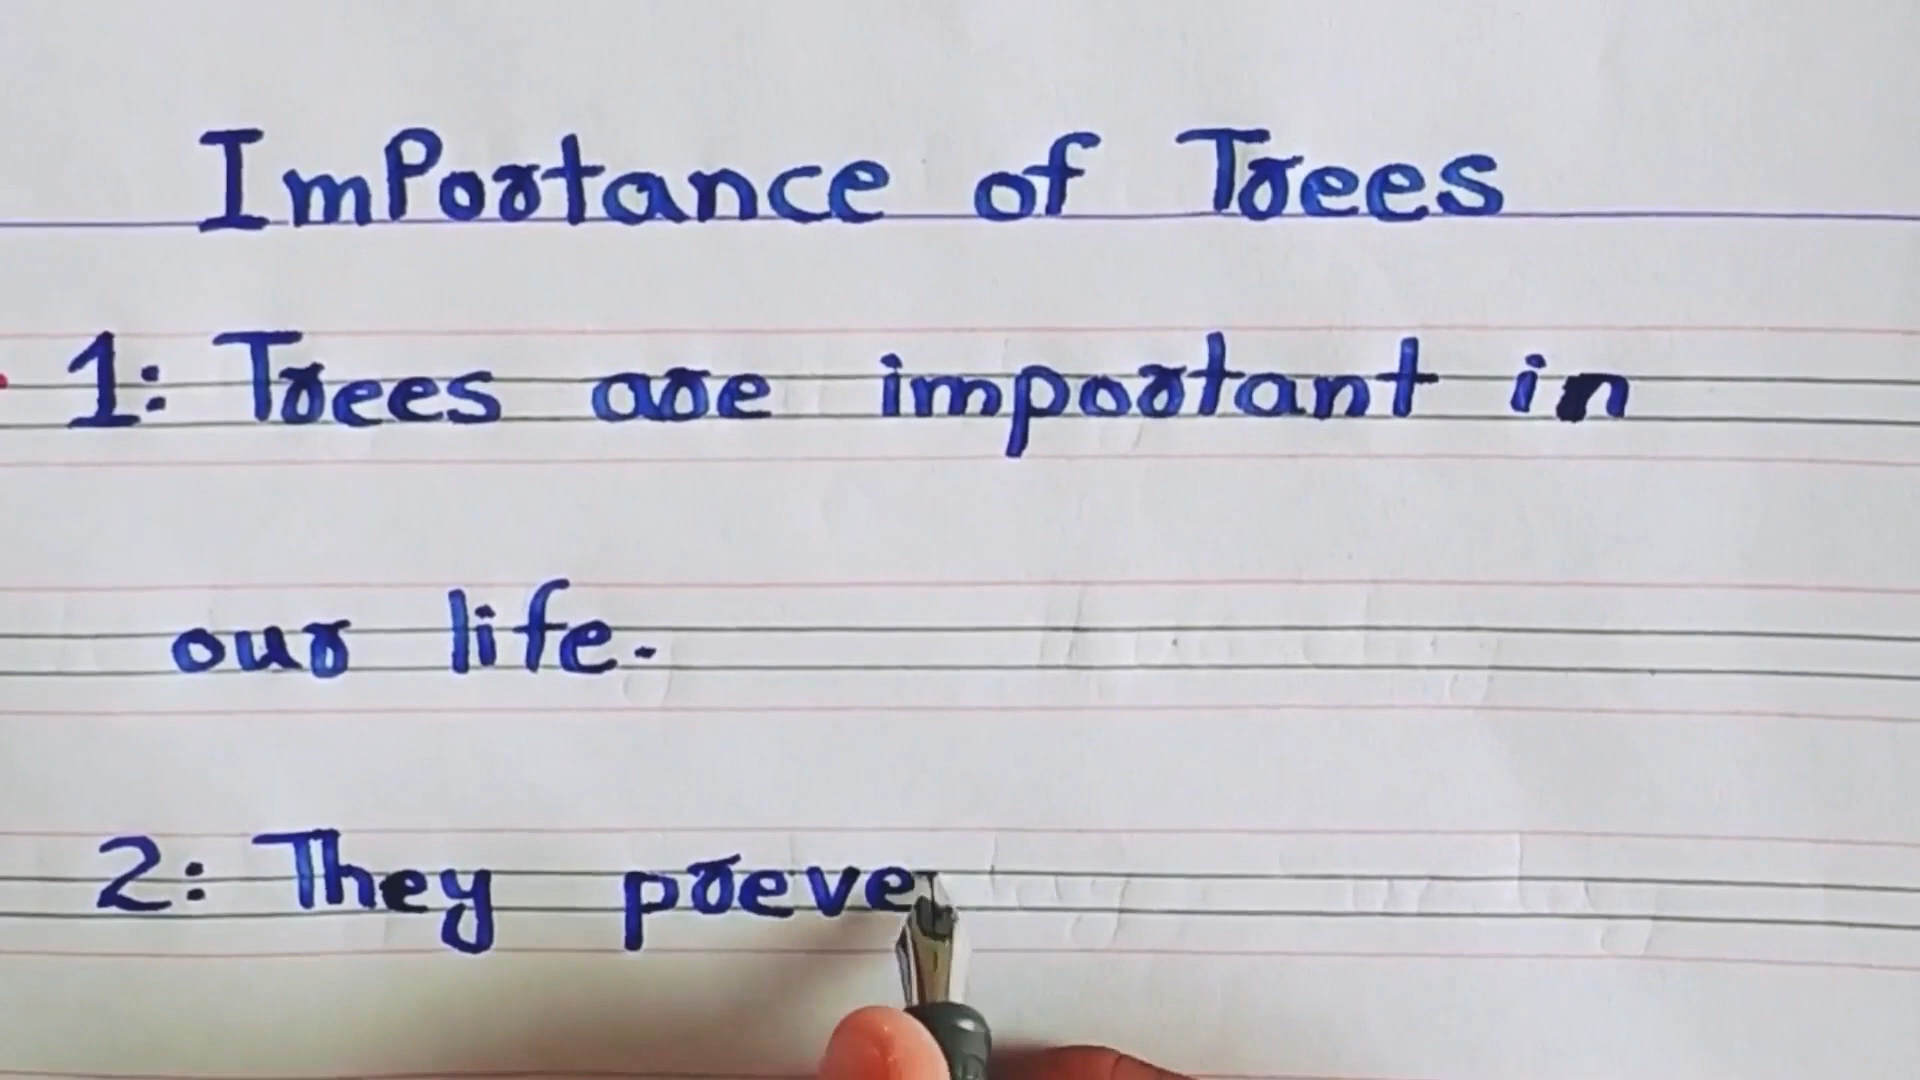 ImPortance of Trees
1: Trees are important in
our life.
2: They preve